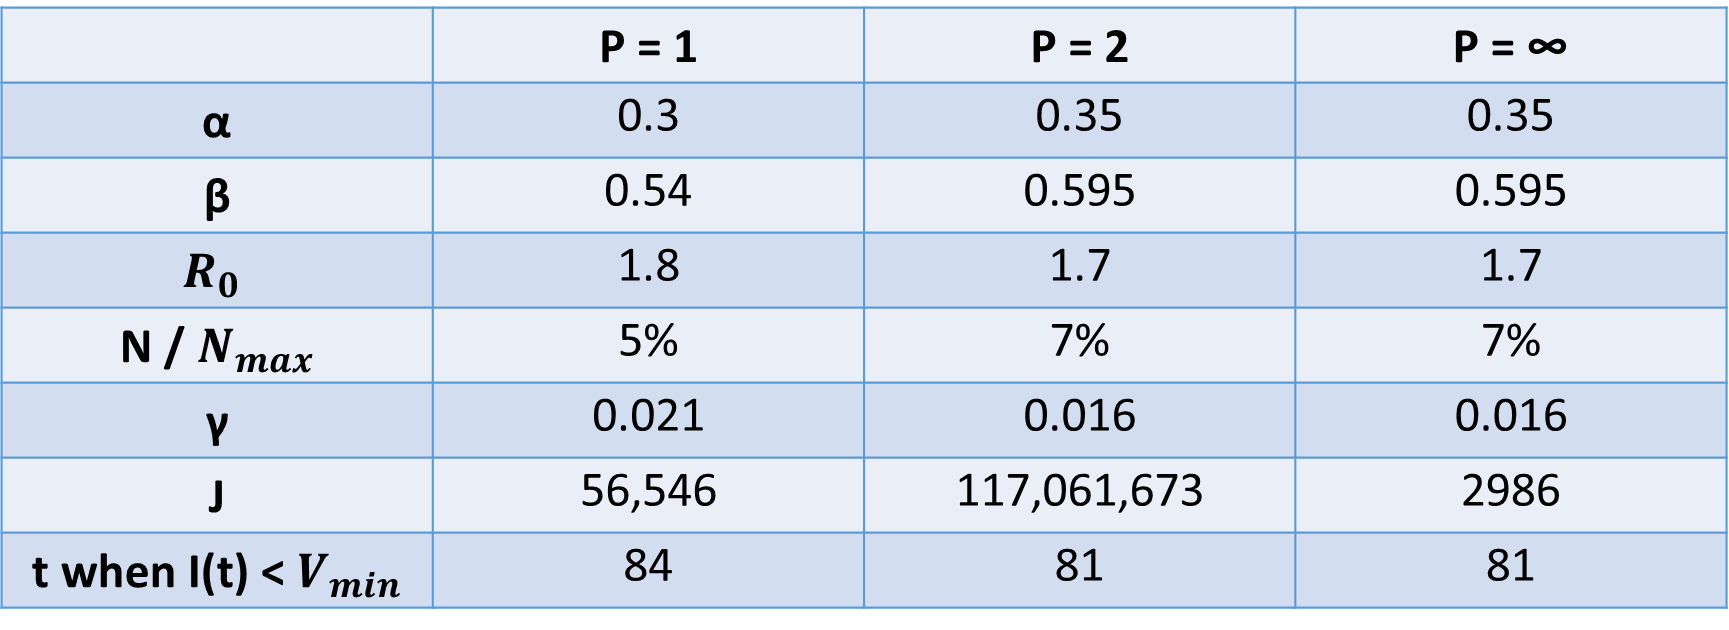 P = 1 P = 2 P = ∞
α 0.3 0.35 0.35
β 0.54 0.595 0.595
R₀ 1.8 1.7 1.7
N / Nₘₐₓ 5% 7% 7%
γ 0.021 0.016 0.016
J 56,546 117,061,673 2986
t when I(t) < Vₘᵢₙ 84 81 81